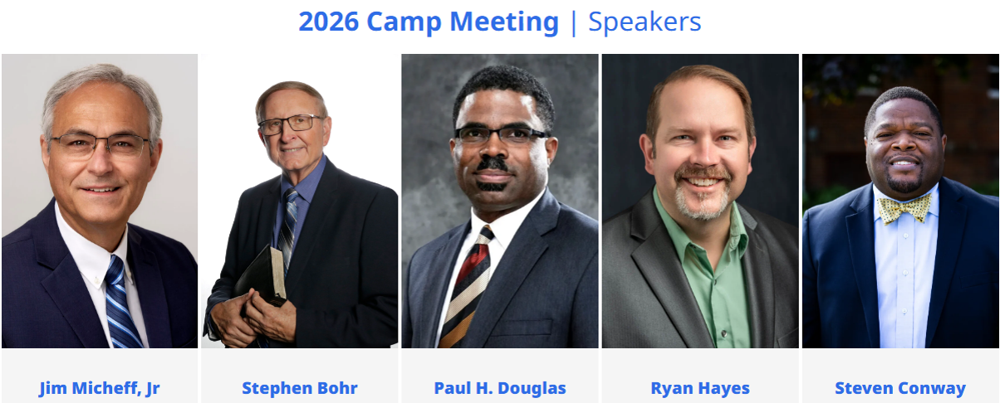 2026 Camp Meeting | Speakers
Jim Micheff, Jr
Stephen Bohr
Paul H. Douglas
Ryan Hayes
Steven Conway